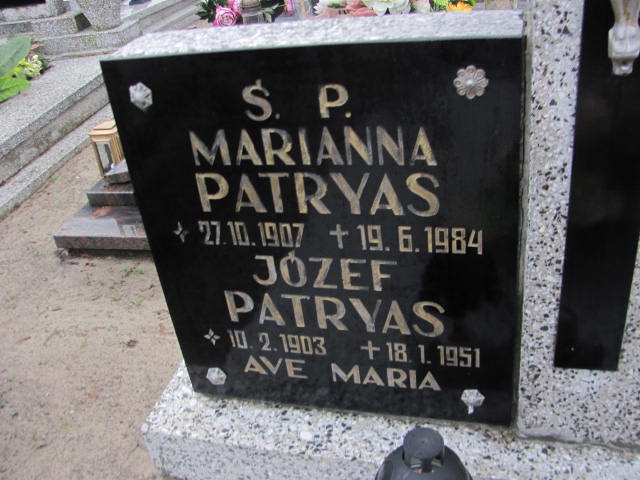 Ś. P.
MARIANNA
PATRYAS
27.10.1907 19.6.1984
JÓZEF
PATRYAS
10.2.1903 18.1.1951
AVE MARIA